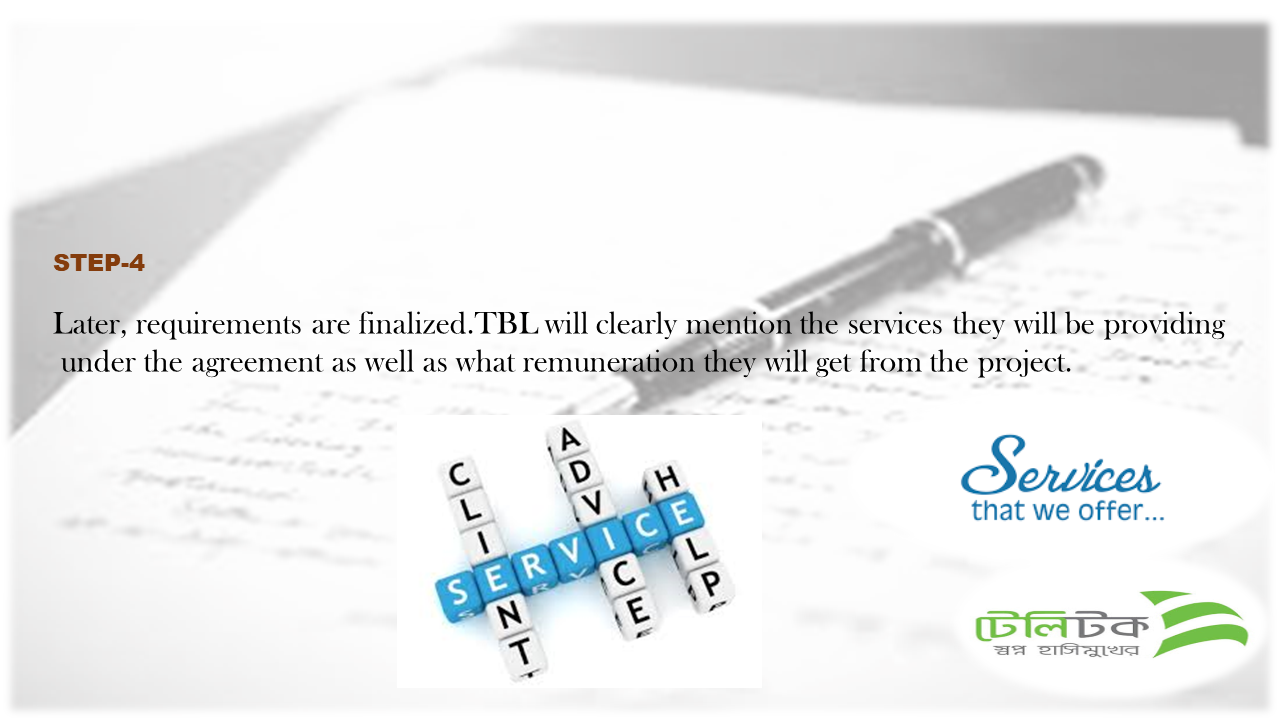 STEP-4
Later, requirements are finalized.TBL will clearly mention the services they will be providing
under the agreement as well as what remuneration they will get from the project.
CLIENT
ADVICE
HELP
SERVICE
Services
that we offer...
টেলিটক
স্বপ্ন হাসিমুখের